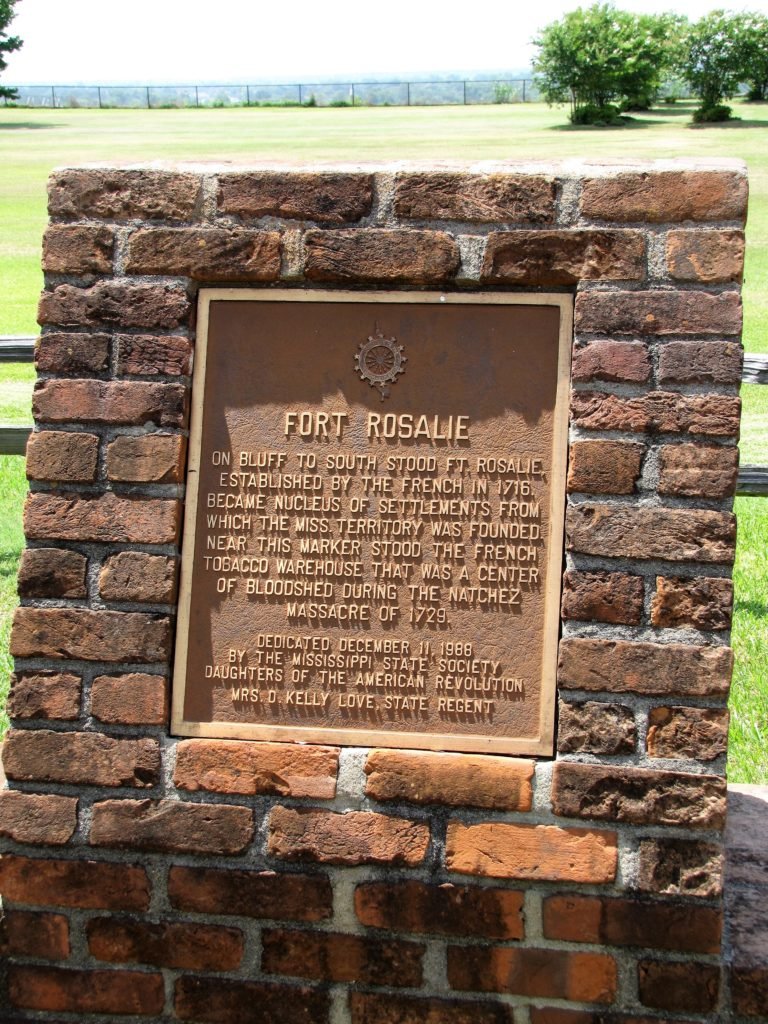 FORT ROSALIE
ON BLUFF TO SOUTH STOOD FT. ROSALIE,
ESTABLISHED BY THE FRENCH IN 1716.
BECAME NUCLEUS OF SETTLEMENTS FROM
WHICH THE MISS. TERRITORY WAS FOUNDED.
NEAR THIS MARKER STOOD THE FRENCH
TOBACCO WAREHOUSE THAT WAS A CENTER
OF BLOODSHED DURING THE NATCHEZ
MASSACRE OF 1729.
DEDICATED DECEMBER 11, 1988
BY THE MISSISSIPPI STATE SOCIETY
DAUGHTERS OF THE AMERICAN REVOLUTION
MRS. D. KELLY LOVE, STATE REGENT